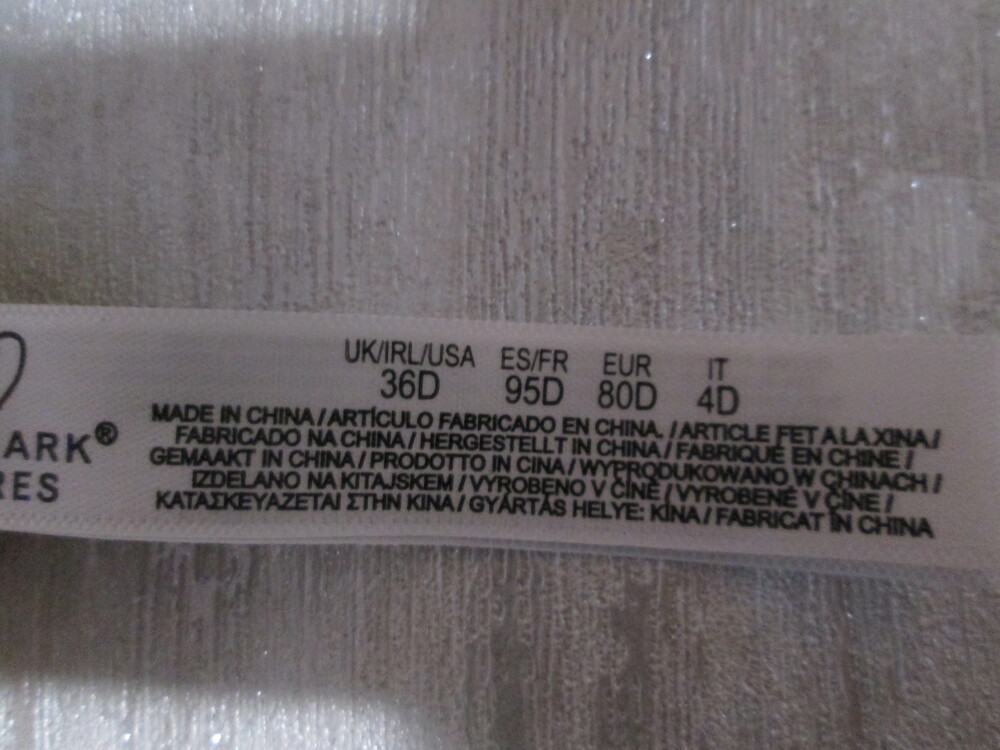 ARK®
RES
UK/IRL/USA ES/FR EUR IT
36D 95D 80D 4D
MADE IN CHINA / ARTÍCULO FABRICADO EN CHINA. / ARTICLE FET A LA XINA /
FABRICADO NA CHINA / HERGESTELLT IN CHINA / FABRIQUÉ EN CHINE /
GEMAAKT IN CHINA / PRODOTTO IN CINA / WYPRODUKOWANO W CHINACH /
IZDELANO NA KITAJSKEM / VYROBENO V ČÍNĚ / VYROBENÉ V ČÍNE /
ΚΑΤΑΣΚΕΥΑΖΕΤΑΙ ΣΤΗΝ ΚΙΝΑ / GYÁRTÁS HELYE: KÍNA / FABRICAT ÎN CHINA